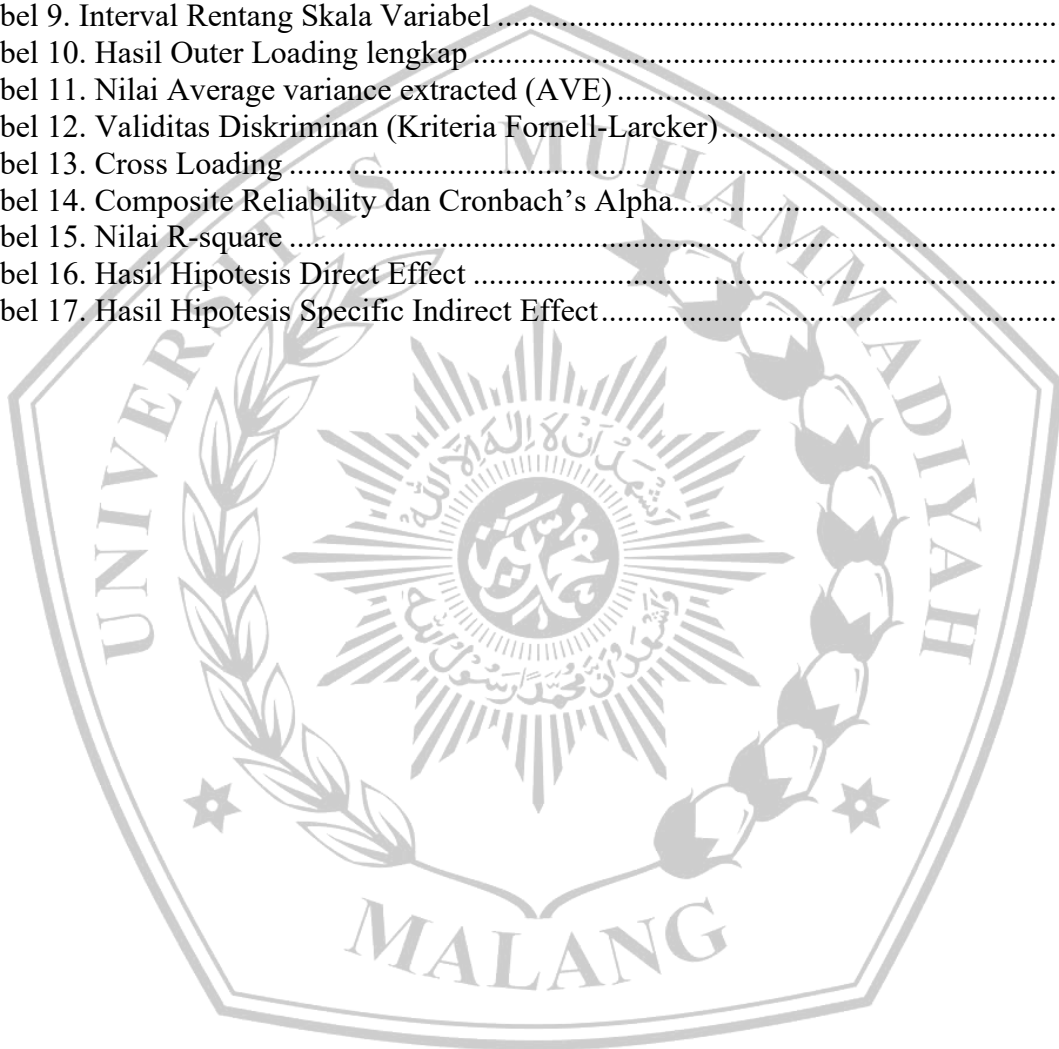 bel 9. Interval Rentang Skala Variabel ........................................................................
bel 10. Hasil Outer Loading lengkap ...........................................................................
bel 11. Nilai Average variance extracted (AVE) .........................................................
bel 12. Validitas Diskriminan (Kriteria Fornell-Larcker) ...........................................
bel 13. Cross Loading ..................................................................................................
bel 14. Composite Reliability dan Cronbach’s Alpha..................................................
bel 15. Nilai R-square ..................................................................................................
bel 16. Hasil Hipotesis Direct Effect ...........................................................................
bel 17. Hasil Hipotesis Specific Indirect Effect...........................................................
UNIVERSITAS MUHAMMADIYAH
MALANG